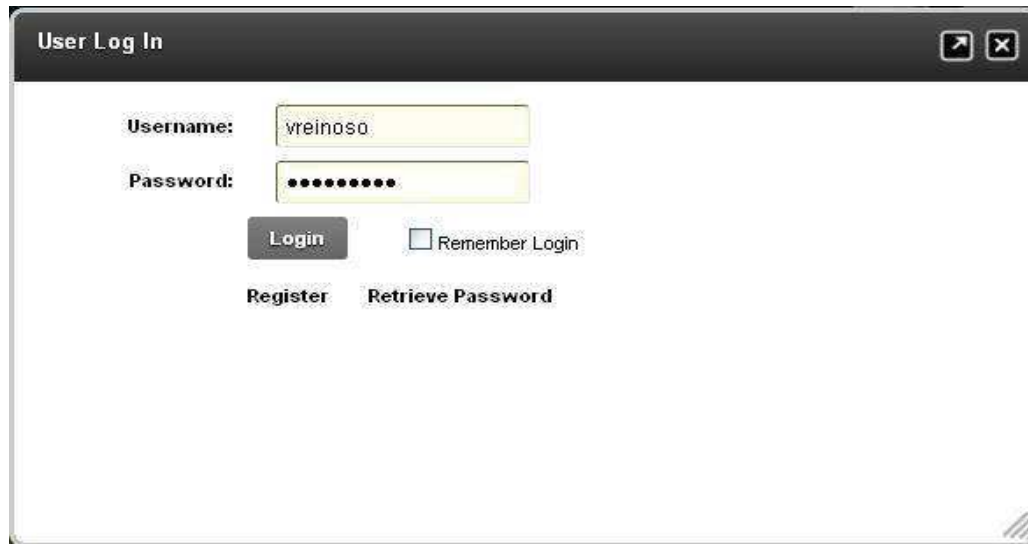 User Log In
Username: vreinoso
Password: •••••••••
Login Remember Login
Register Retrieve Password